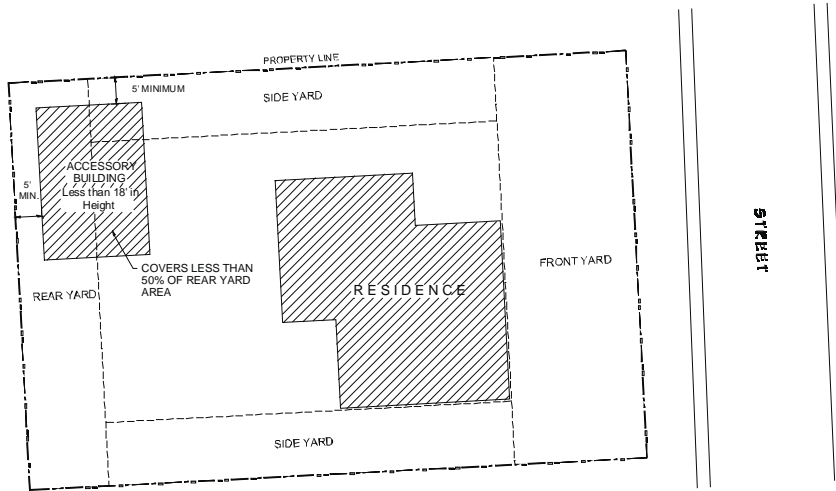 PROPERTY LINE
5' MINIMUM
SIDE YARD
ACCESSORY
BUILDING
Less than 18' in
Height
5'
MIN.
STREET
COVERS LESS THAN
50% OF REAR YARD
AREA
FRONT YARD
REAR YARD
RESIDENCE
SIDE YARD